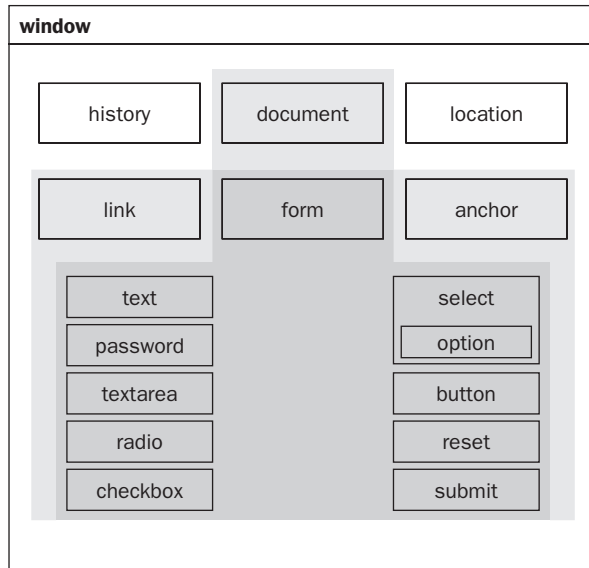 window
history document location
link form anchor
text select
password option
textarea button
radio reset
checkbox submit